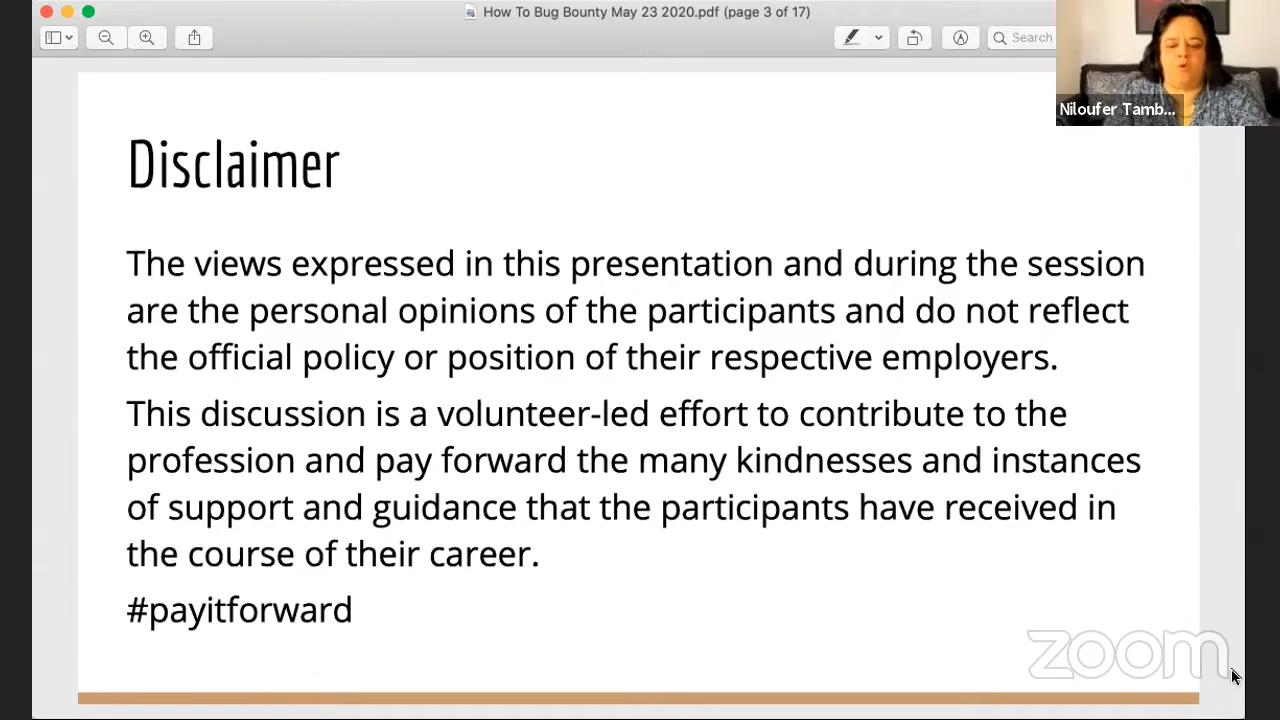 How To Bug Bounty May 23 2020.pdf (page 3 of 17)
Search
Niloufer Tamb...
Disclaimer
The views expressed in this presentation and during the session
are the personal opinions of the participants and do not reflect
the official policy or position of their respective employers.
This discussion is a volunteer-led effort to contribute to the
profession and pay forward the many kindnesses and instances
of support and guidance that the participants have received in
the course of their career.
#payitforward
zoom